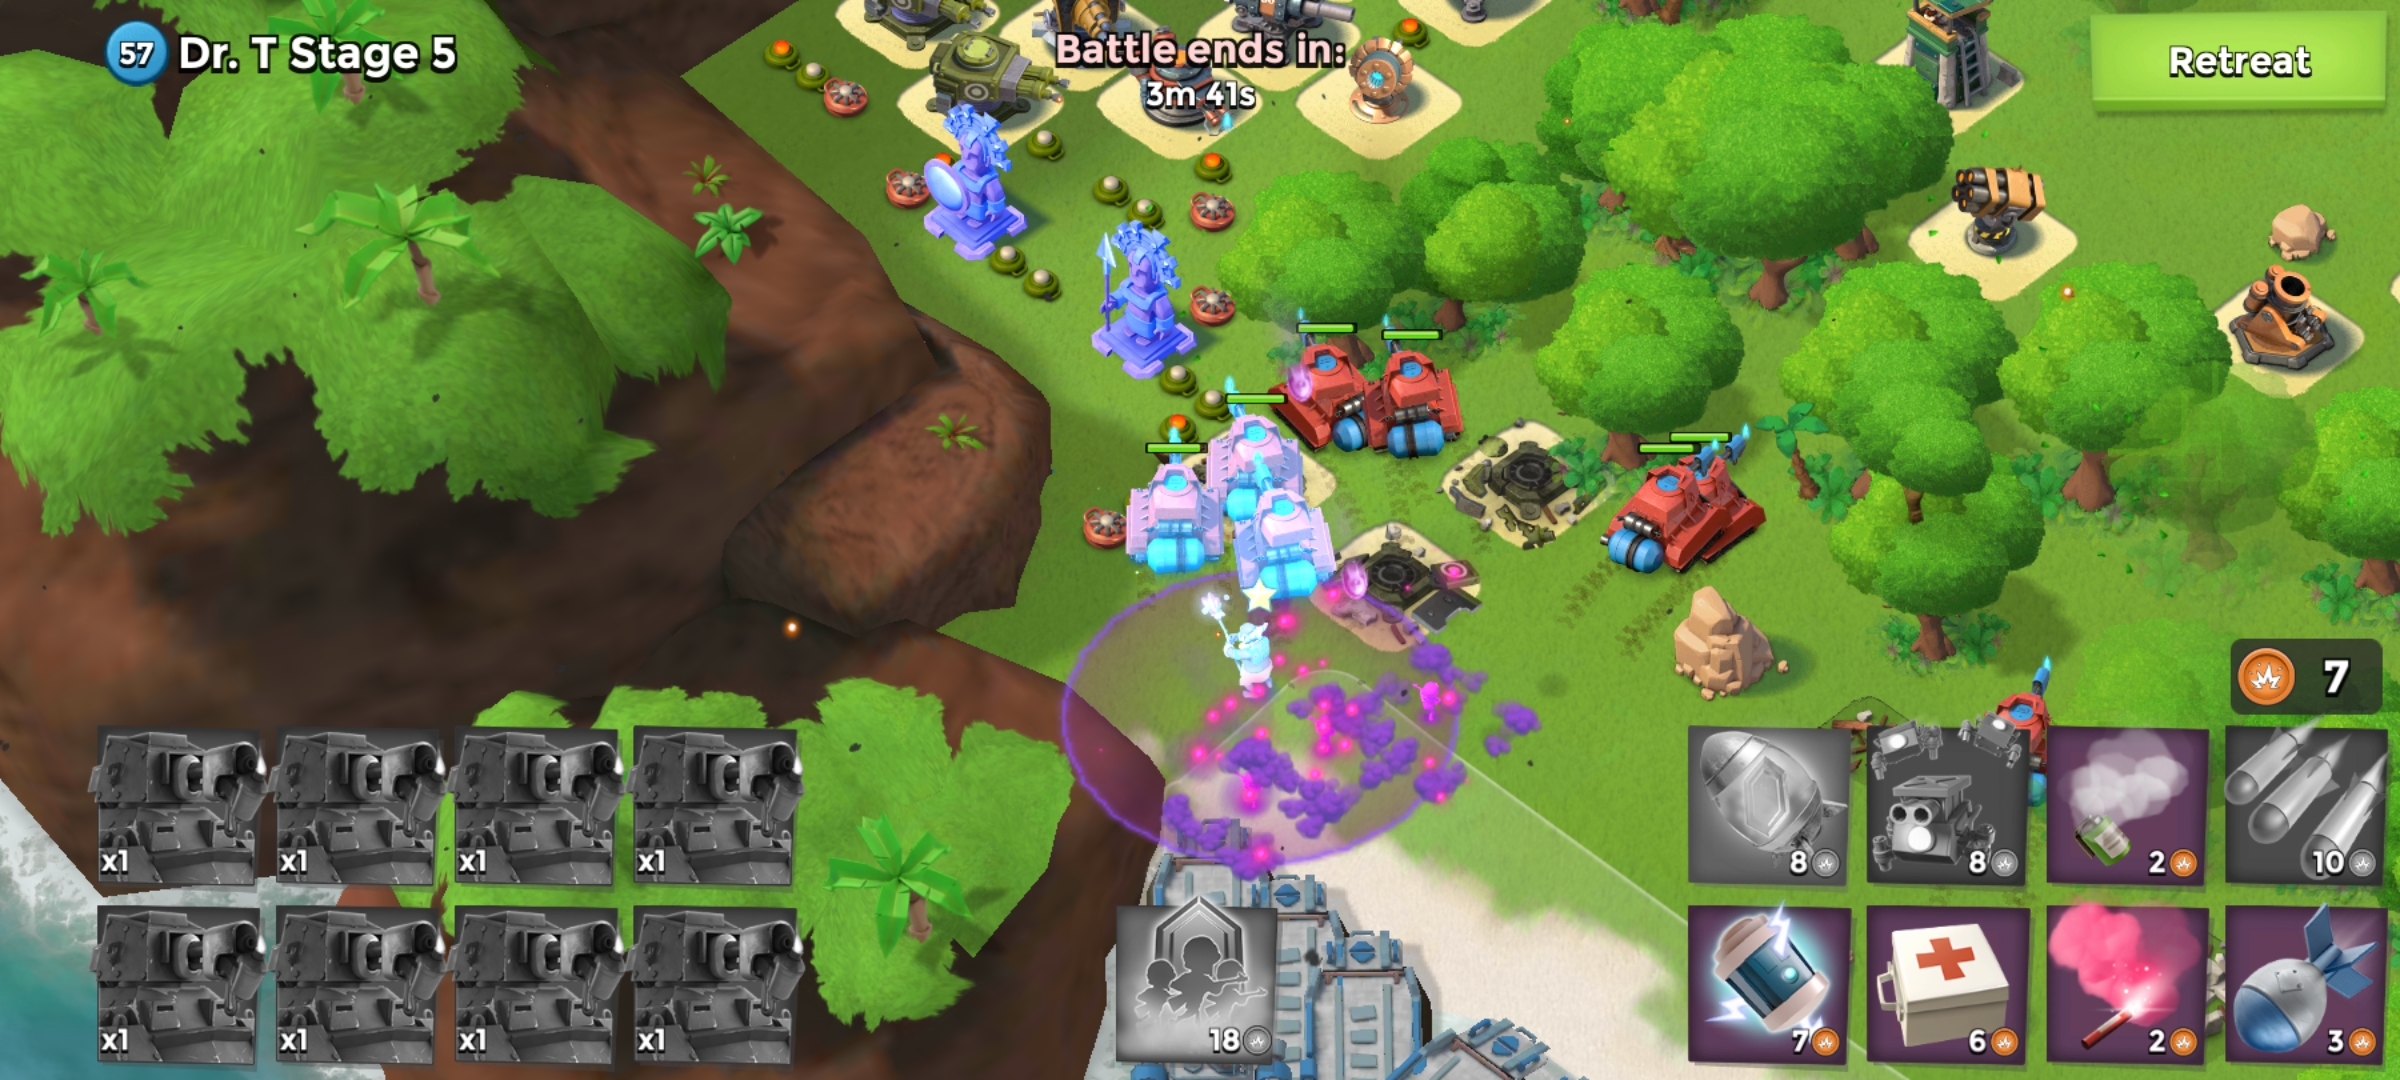 57 Dr. T Stage 5
Battle ends in:
3m 41s
Retreat
7
x1 x1 x1 x1
8 8 2 10
x1 x1 x1 x1
18
7 6 2 3